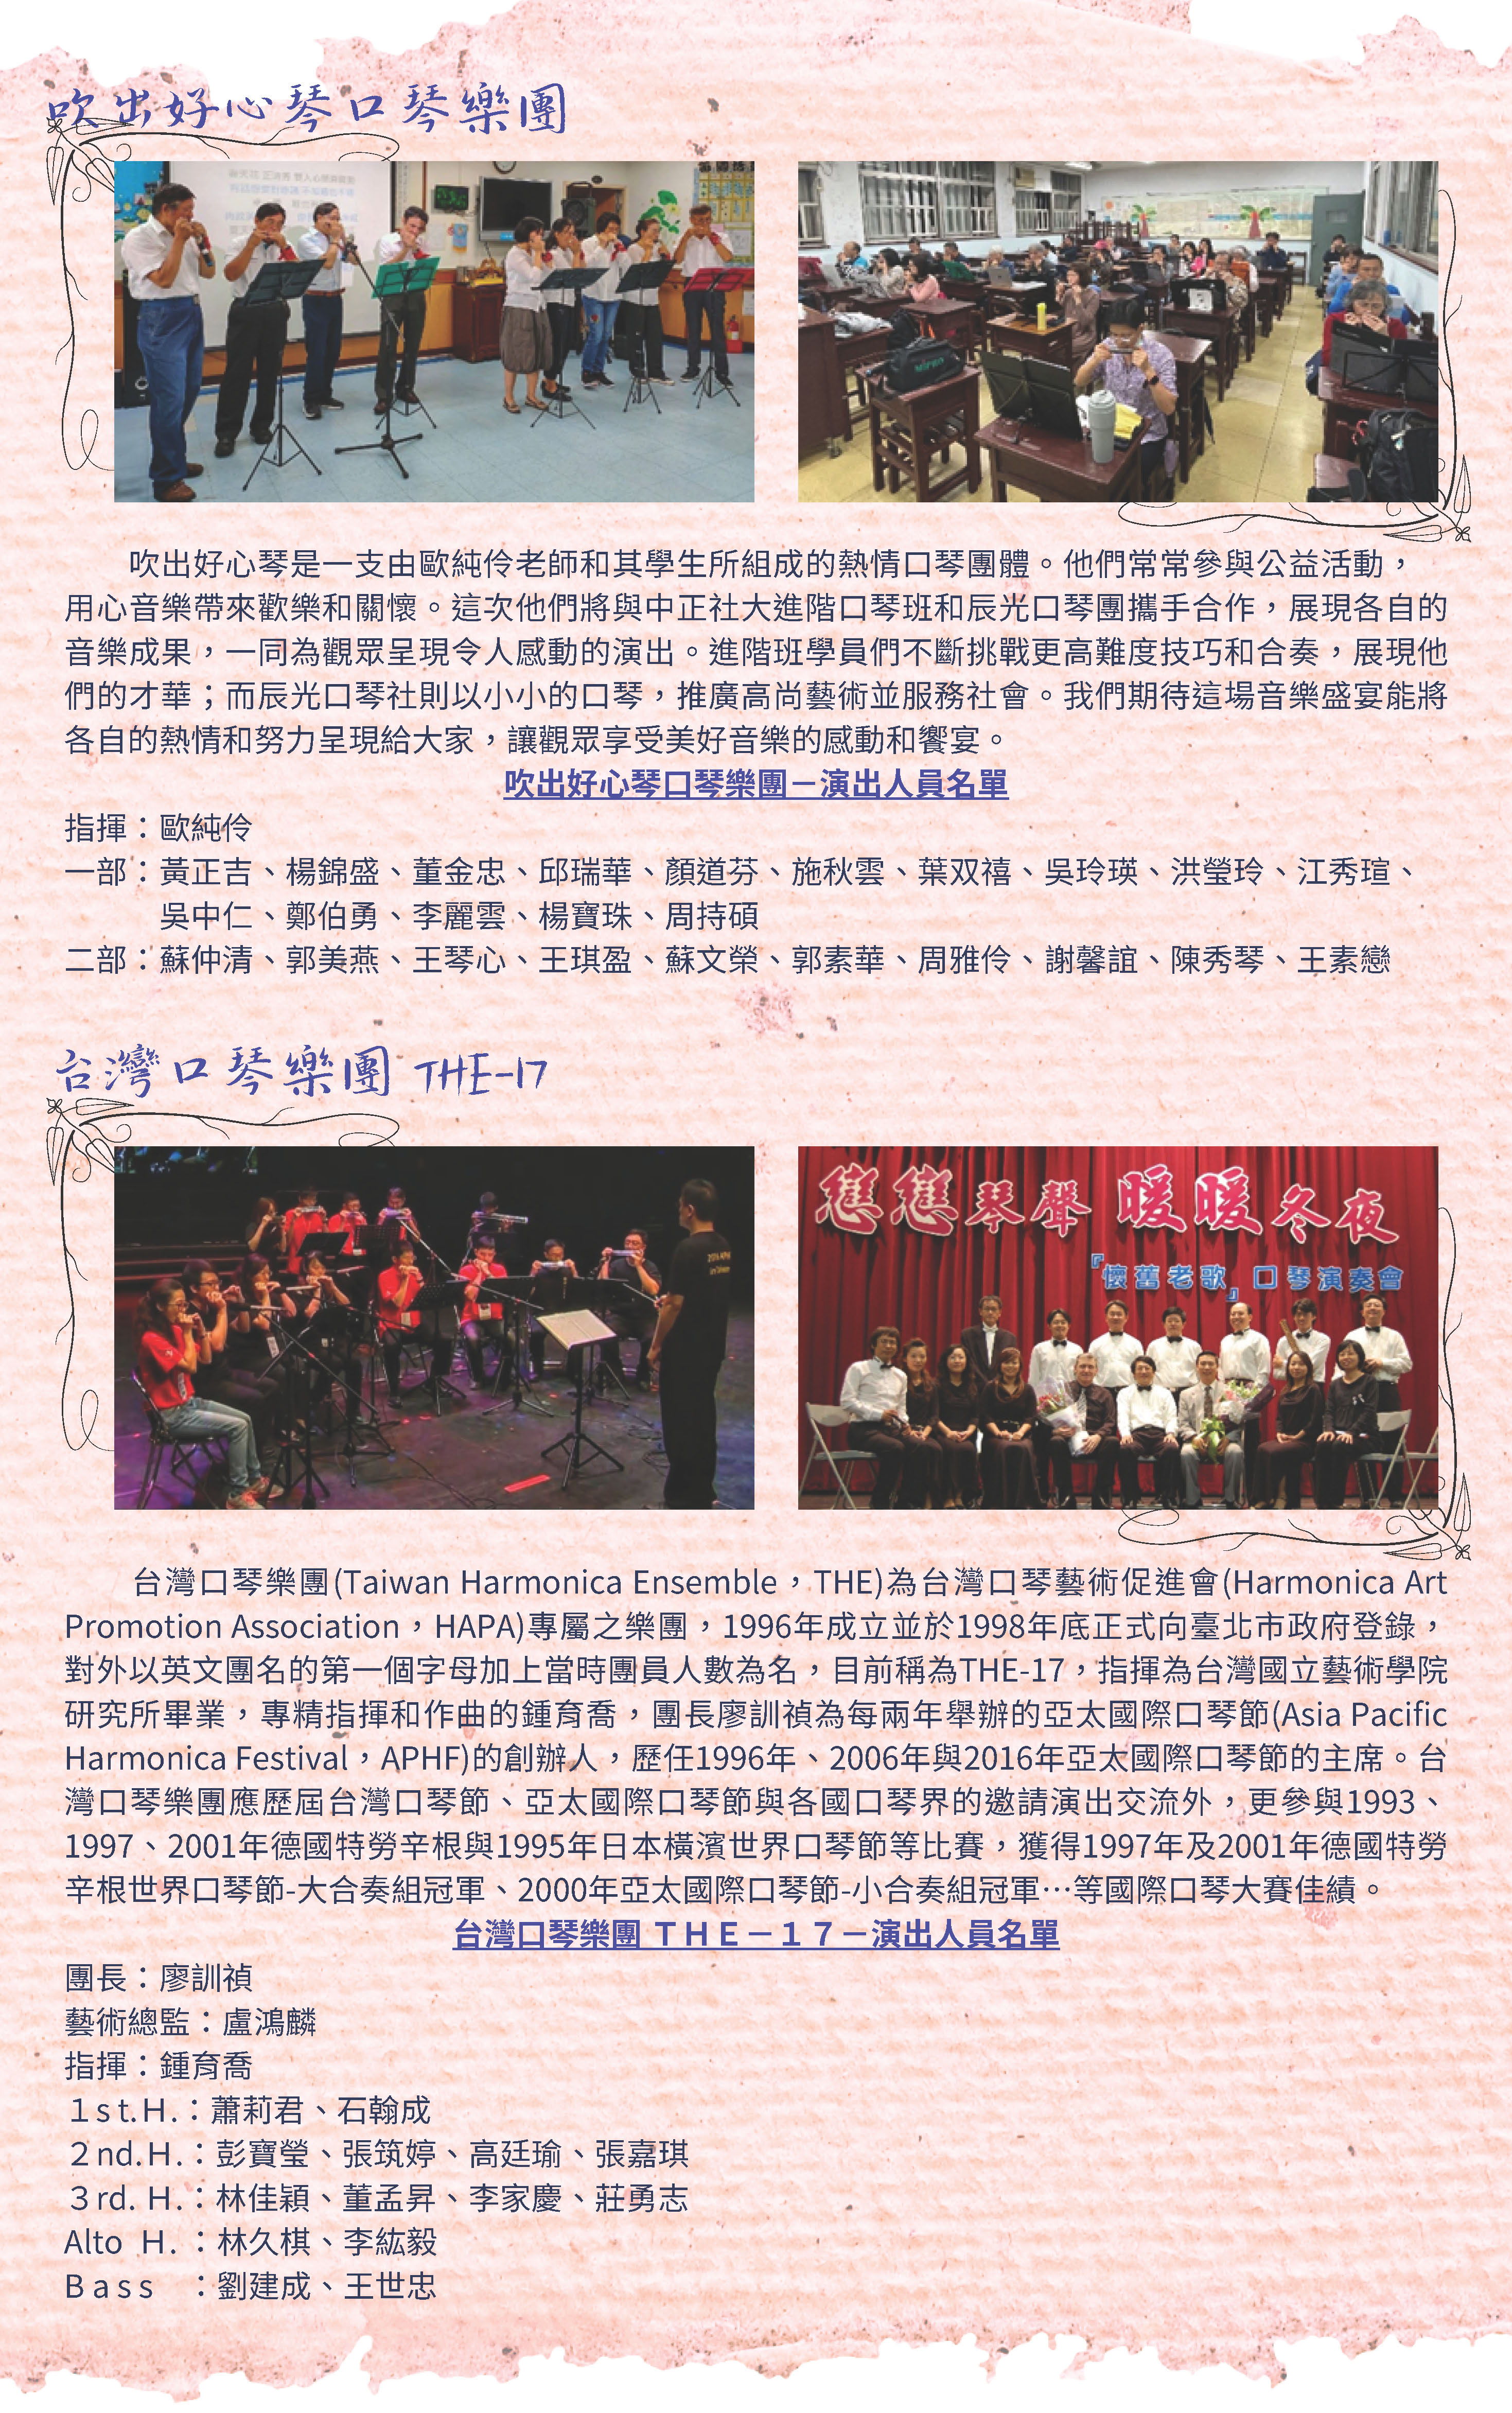 吹出好心琴口琴樂團
吹出好心琴是一支由歐純伶老師和其學生所組成的熱情口琴團體。他們常常參與公益活動，
用心音樂帶來歡樂和關懷。這次他們將與中正社大進階口琴班和辰光口琴團攜手合作，展現各自的
音樂成果，一同為觀眾呈現令人感動的演出。進階班學員們不斷挑戰更高難度技巧和合奏，展現他
們的才華；而辰光口琴社則以小小的口琴，推廣高尚藝術並服務社會。我們期待這場音樂盛宴能將
各自的熱情和努力呈現給大家，讓觀眾享受美好音樂的感動和饗宴。
吹出好心琴口琴樂團－演出人員名單
指揮：歐純伶
一部：黃正吉、楊錦盛、董金忠、邱瑞華、顏道芬、施秋雲、葉双禧、吳玲瑛、洪瑩玲、江秀瑄、
吳中仁、鄭伯勇、李麗雲、楊寶珠、周持碩
二部：蘇仲清、郭美燕、王琴心、王琪盈、蘇文榮、郭素華、周雅伶、謝馨誼、陳秀琴、王素戀
台灣口琴樂團 THE-17
戀戀琴聲 暖暖冬夜
『懷舊老歌』口琴演奏會
台灣口琴樂團(Taiwan Harmonica Ensemble，THE)為台灣口琴藝術促進會(Harmonica Art
Promotion Association，HAPA)專屬之樂團，1996年成立並於1998年底正式向臺北市政府登錄，
對外以英文團名的第一個字母加上當時團員人數為名，目前稱為THE-17，指揮為台灣國立藝術學院
研究所畢業，專精指揮和作曲的鍾育喬，團長廖訓禎為每兩年舉辦的亞太國際口琴節(Asia Pacific
Harmonica Festival，APHF)的創辦人，歷任1996年、2006年與2016年亞太國際口琴節的主席。台
灣口琴樂團應歷屆台灣口琴節、亞太國際口琴節與各國口琴界的邀請演出交流外，更參與1993、
1997、2001年德國特勞辛根與1995年日本橫濱世界口琴節等比賽，獲得1997年及2001年德國特勞
辛根世界口琴節-大合奏組冠軍、2000年亞太國際口琴節-小合奏組冠軍…等國際口琴大賽佳績。
台灣口琴樂團 ＴＨＥ－１７－演出人員名單
團長：廖訓禎
藝術總監：盧鴻麟
指揮：鍾育喬
１st.H.：蕭莉君、石翰成
２nd.H.：彭寶瑩、張筑婷、高廷瑜、張嘉琪
３rd. H.：林佳穎、董孟昇、李家慶、莊勇志
Alto H.：林久棋、李紘毅
Bass ：劉建成、王世忠